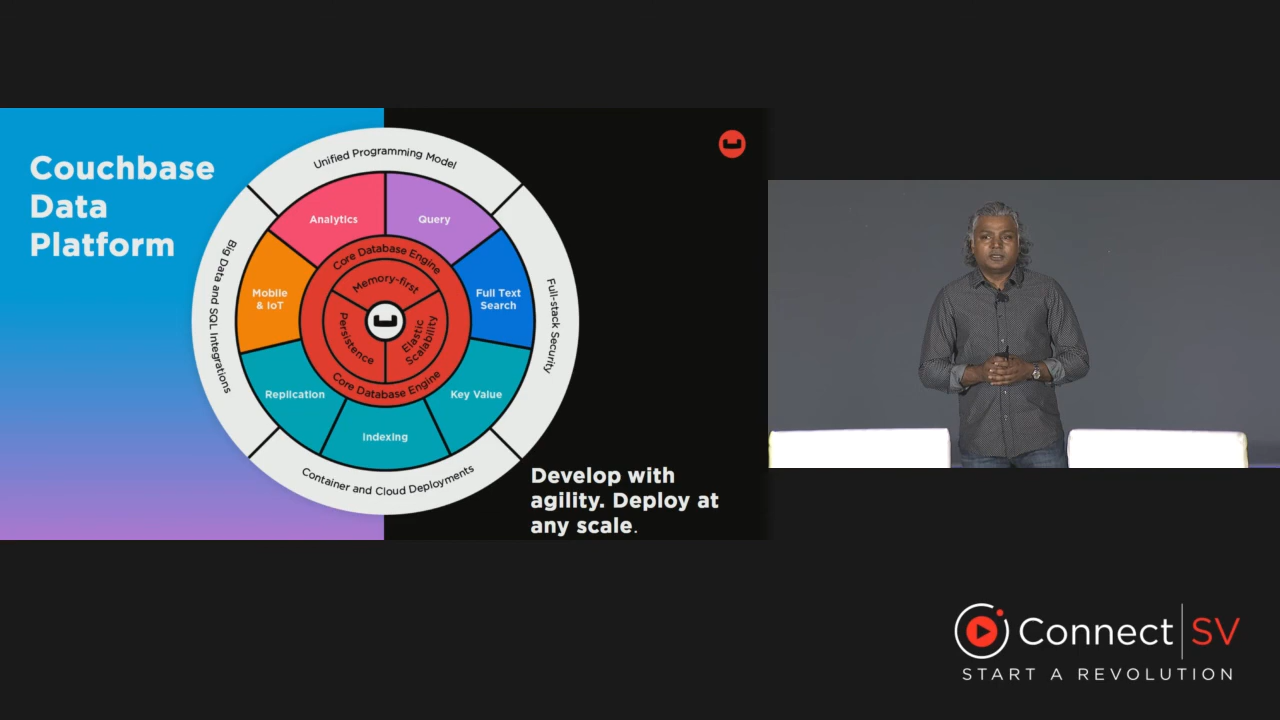 Couchbase
Data
Platform
Unified Programming Model
Full-stack Security
Container and Cloud Deployments
Big Data and SQL Integrations
Analytics
Query
Full Text
Search
Key Value
Indexing
Replication
Mobile
& IoT
Core Database Engine
Memory-first
Elastic
Scalability
Persistence
Core Database Engine
Develop with
agility. Deploy at
any scale.
Connect | SV
START A REVOLUTION